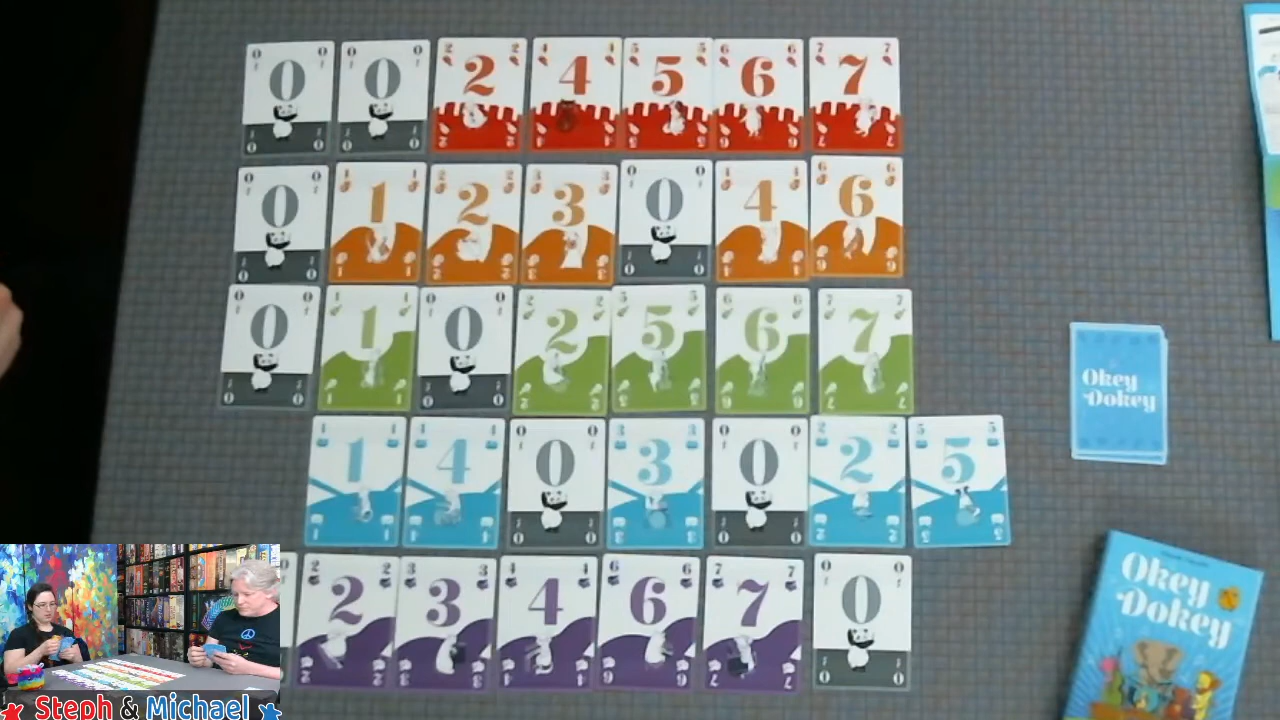 0 0 2 4 5 6 7
0 1 2 3 0 4 6
0 1 0 2 5 6 7
1 4 0 3 0 2 5
2 3 4 6 7 0
Okey
Dokey
Okey
Dokey
Steph & Michael